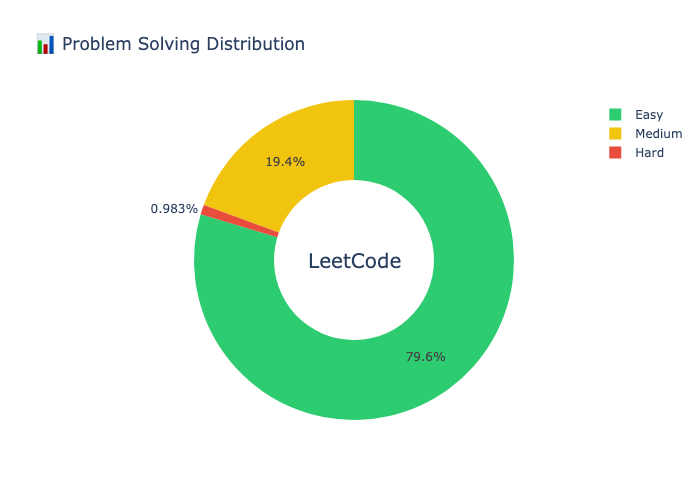 📊 Problem Solving Distribution
Easy
Medium
Hard
19.4%
0.983%
LeetCode
79.6%